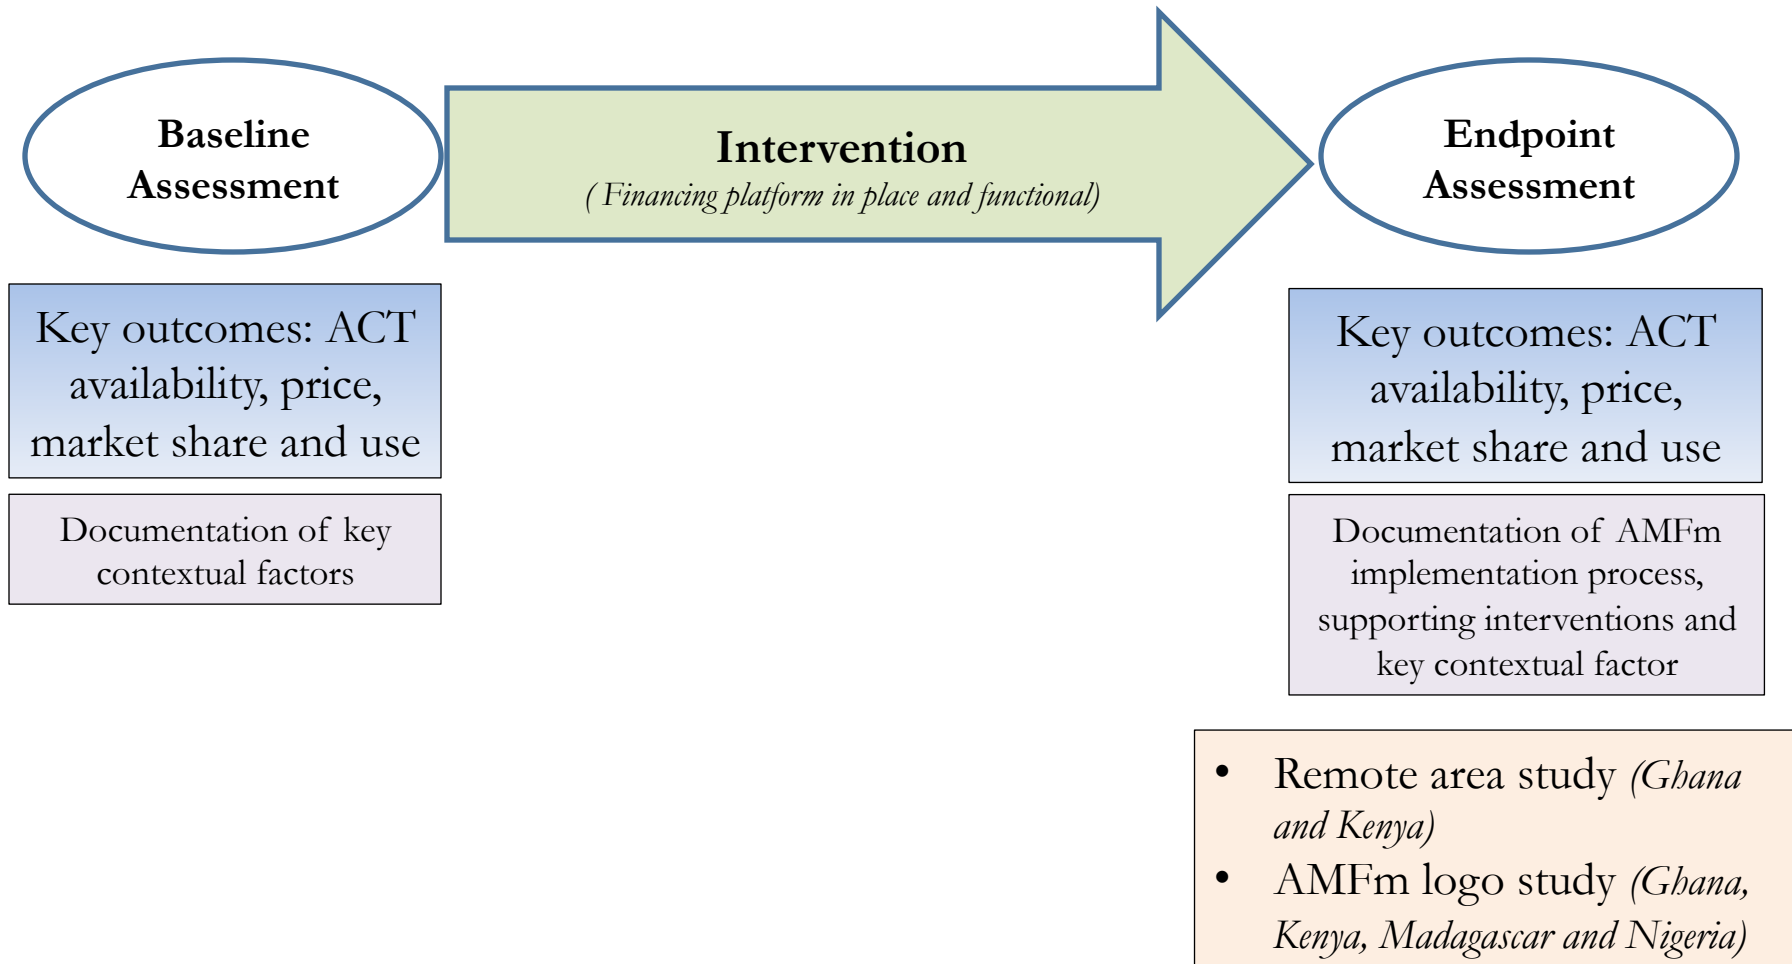 Baseline
Assessment
Intervention
( Financing platform in place and functional)
Endpoint
Assessment
Key outcomes: ACT
availability, price,
market share and use
Documentation of key
contextual factors
Key outcomes: ACT
availability, price,
market share and use
Documentation of AMFm
implementation process,
supporting interventions and
key contextual factor
• Remote area study (Ghana
and Kenya)
• AMFm logo study (Ghana,
Kenya, Madagascar and Nigeria)